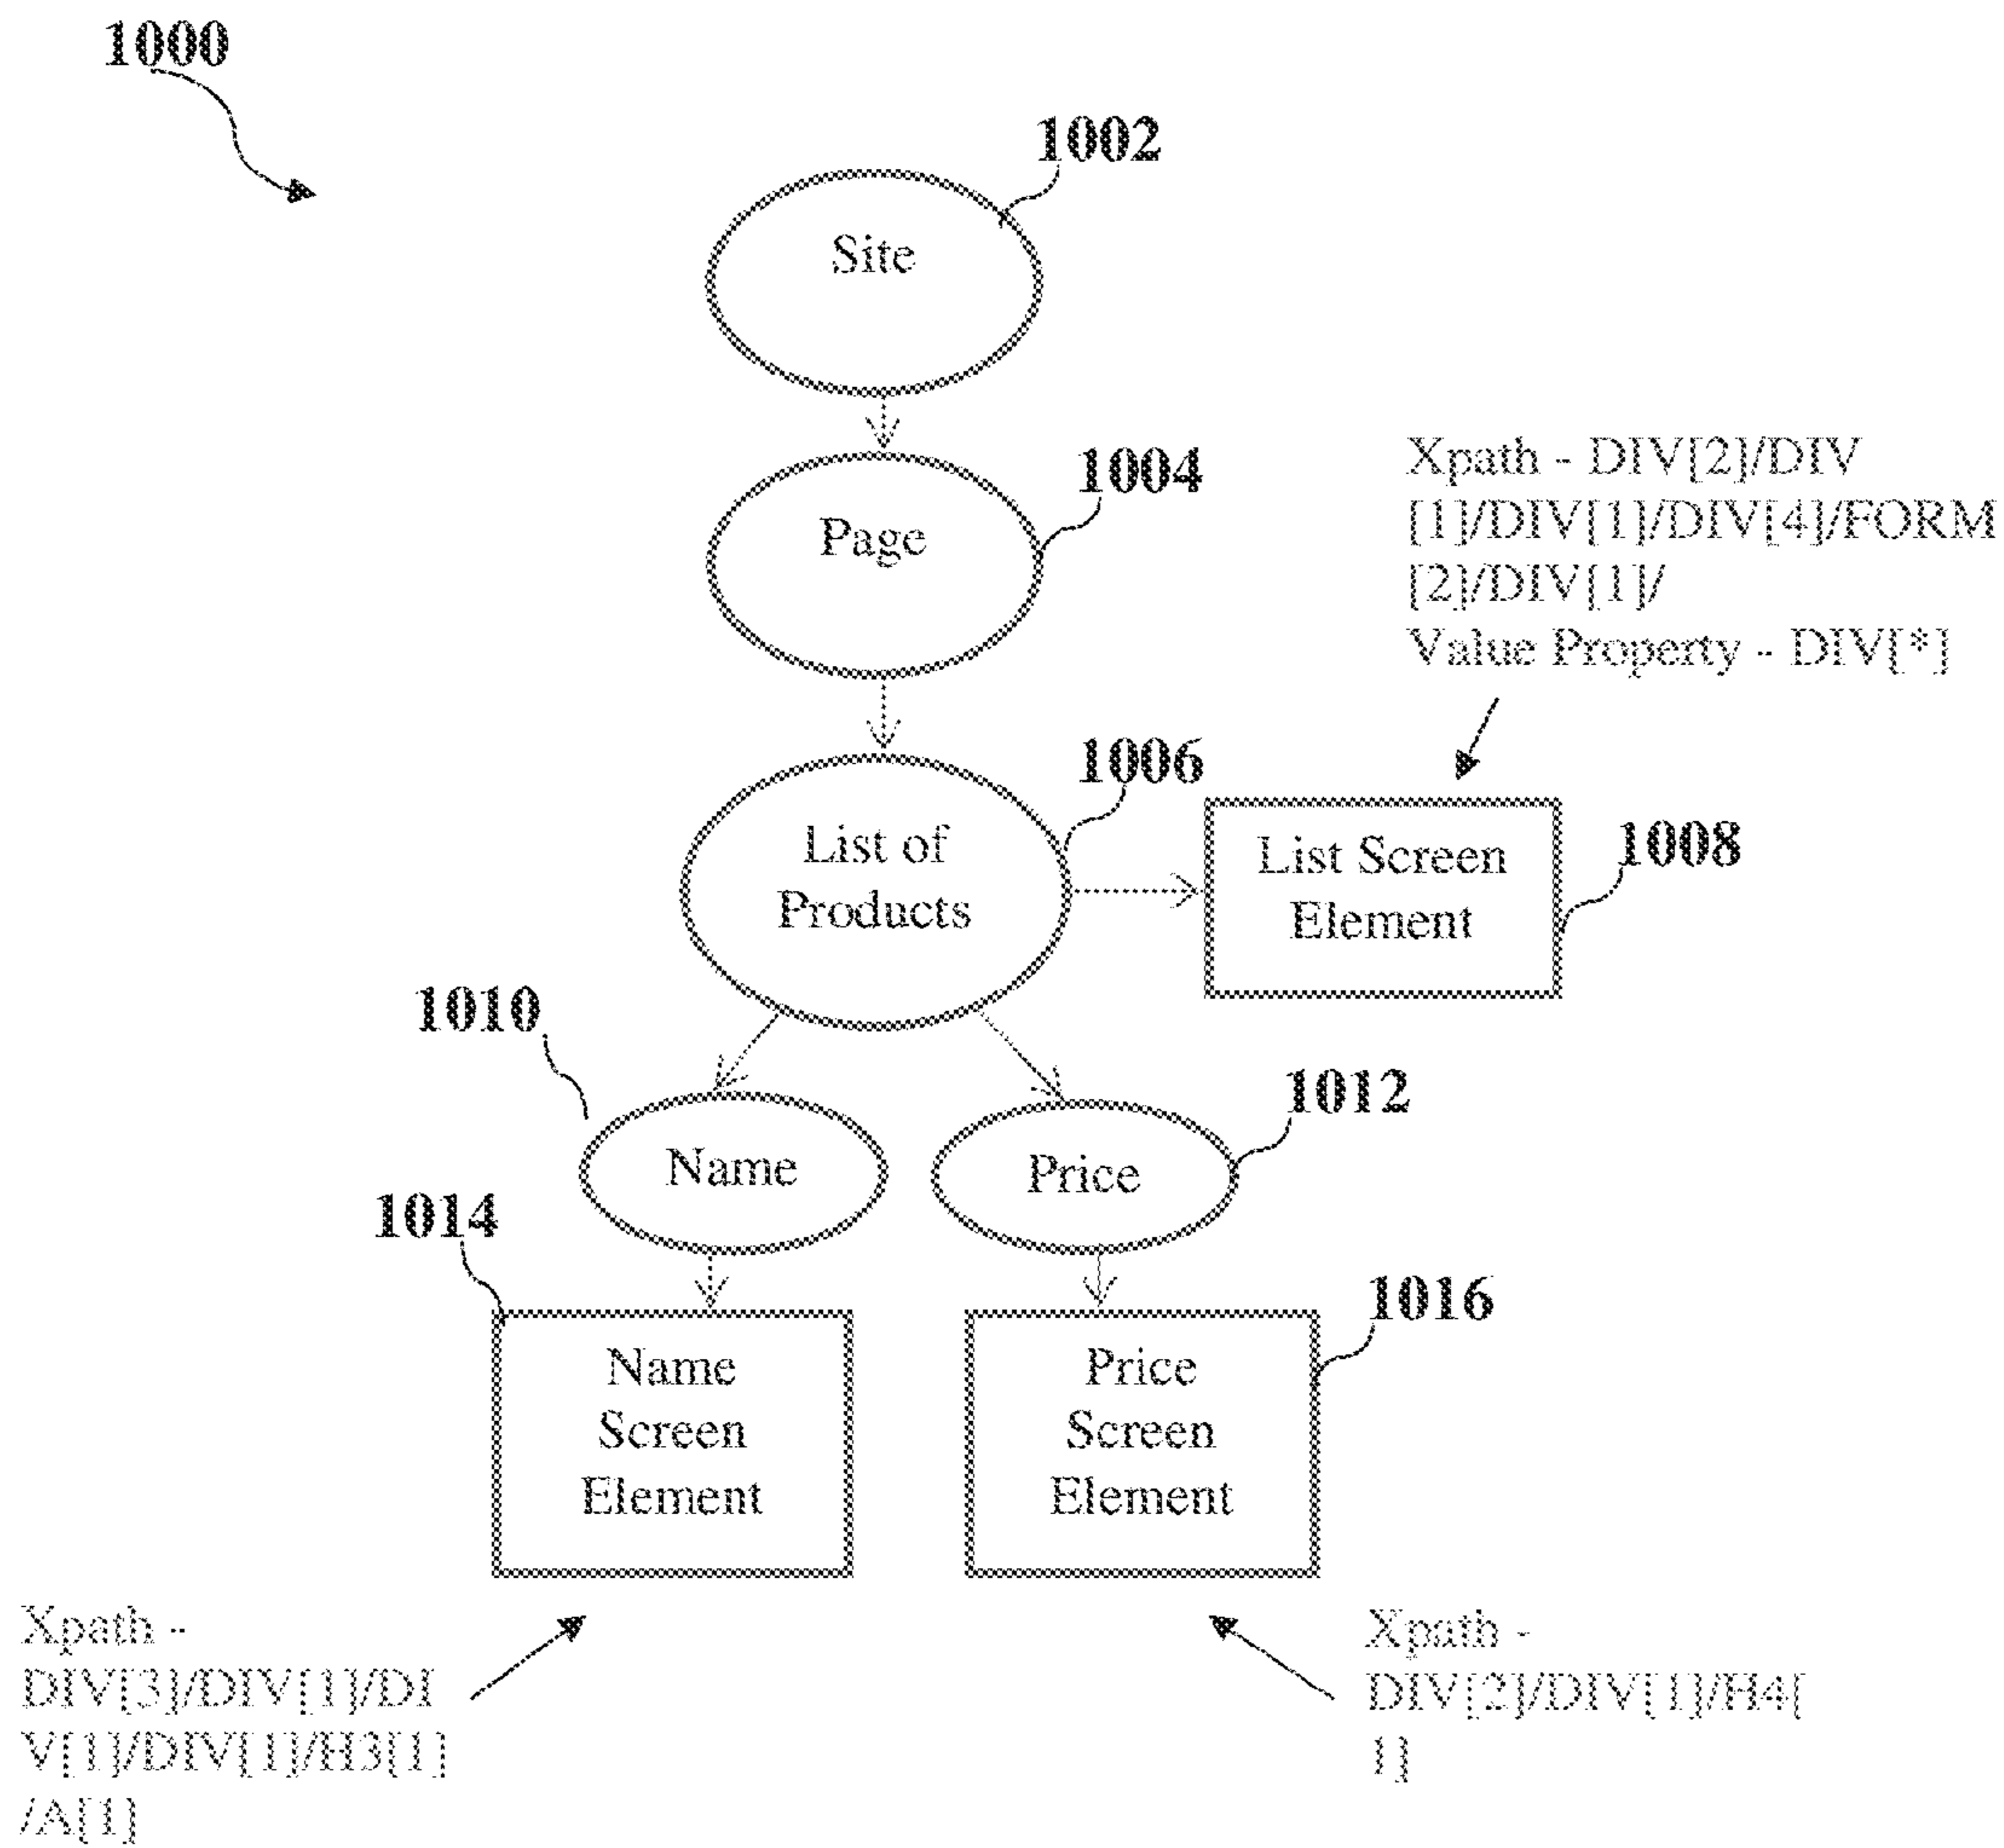 1000
1002
Site
1004
Page
Xpath - DIV[2]/DIV
[1]/DIV[1]/DIV[4]/FORM
[2]/DIV[1]/
Value Property - DIV[*]
1006
List of
Products
List Screen
Element
1008
1010
Name
1012
Price
1014
Name
Screen
Element
1016
Price
Screen
Element
Xpath -
DIV[3]/DIV[1]/DI
V[1]/DIV[1]/H3[1]
/A[1]
Xpath -
DIV[2]/DIV[1]/H4[
1]